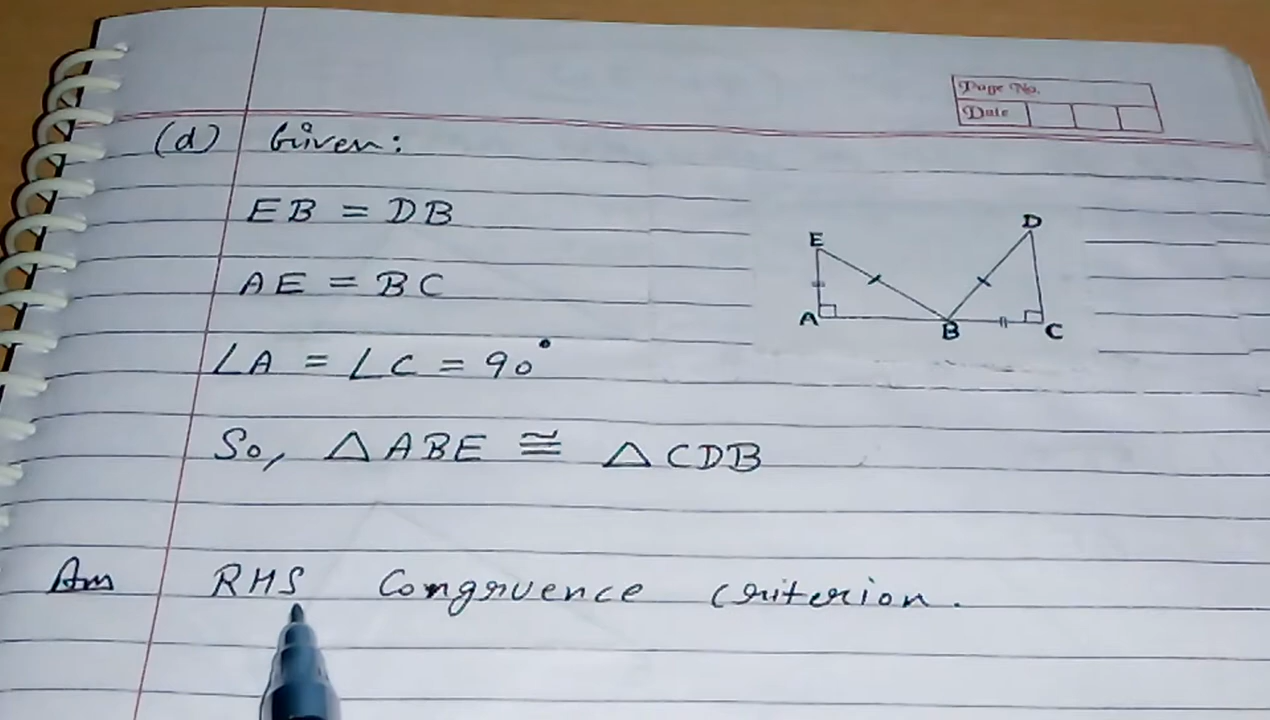 Page No.
Date
(d) Given:
EB = DB
AE = BC
∠A = ∠C = 90°
So, △ABE ≅ △CDB
Ans RHS Congruence Criterion.
E
D
A
B
C